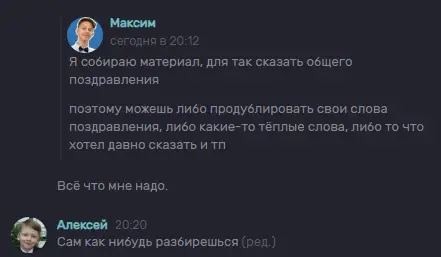 Максим
сегодня в 20:12
Я собираю материал, для так сказать общего
поздравления
поэтому можешь либо продублировать свои слова
поздравления, либо какие-то тёплые слова, либо то что
хотел давно сказать и тп
Всё что мне надо.
Алексей 20:20
Сам как нибудь разбирешься (ред.)